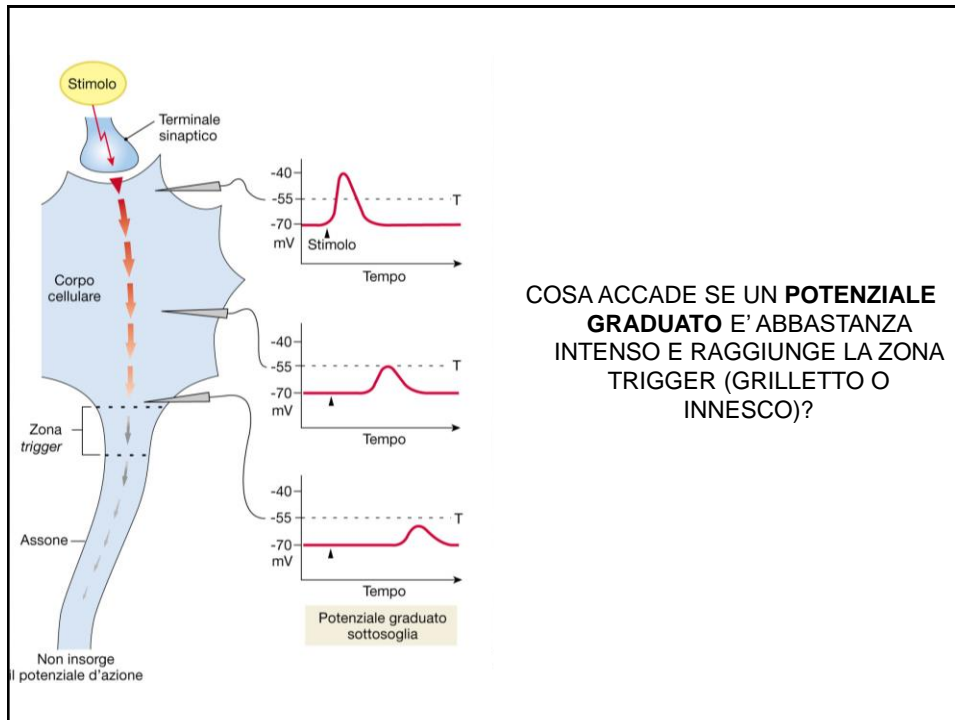 Stimolo
Terminale
sinaptico
-40
-55
T
-70
mV
Stimolo
Tempo
Corpo
cellulare
-40
-55
T
-70
mV
Tempo
Zona
trigger
-40
-55
T
-70
mV
Tempo
Assone
Potenziale graduato
sottosoglia
Non insorge
il potenziale d'azione
COSA ACCADE SE UN POTENZIALE
GRADUATO E' ABBASTANZA
INTENSO E RAGGIUNGE LA ZONA
TRIGGER (GRILLETTO O
INNESCO)?